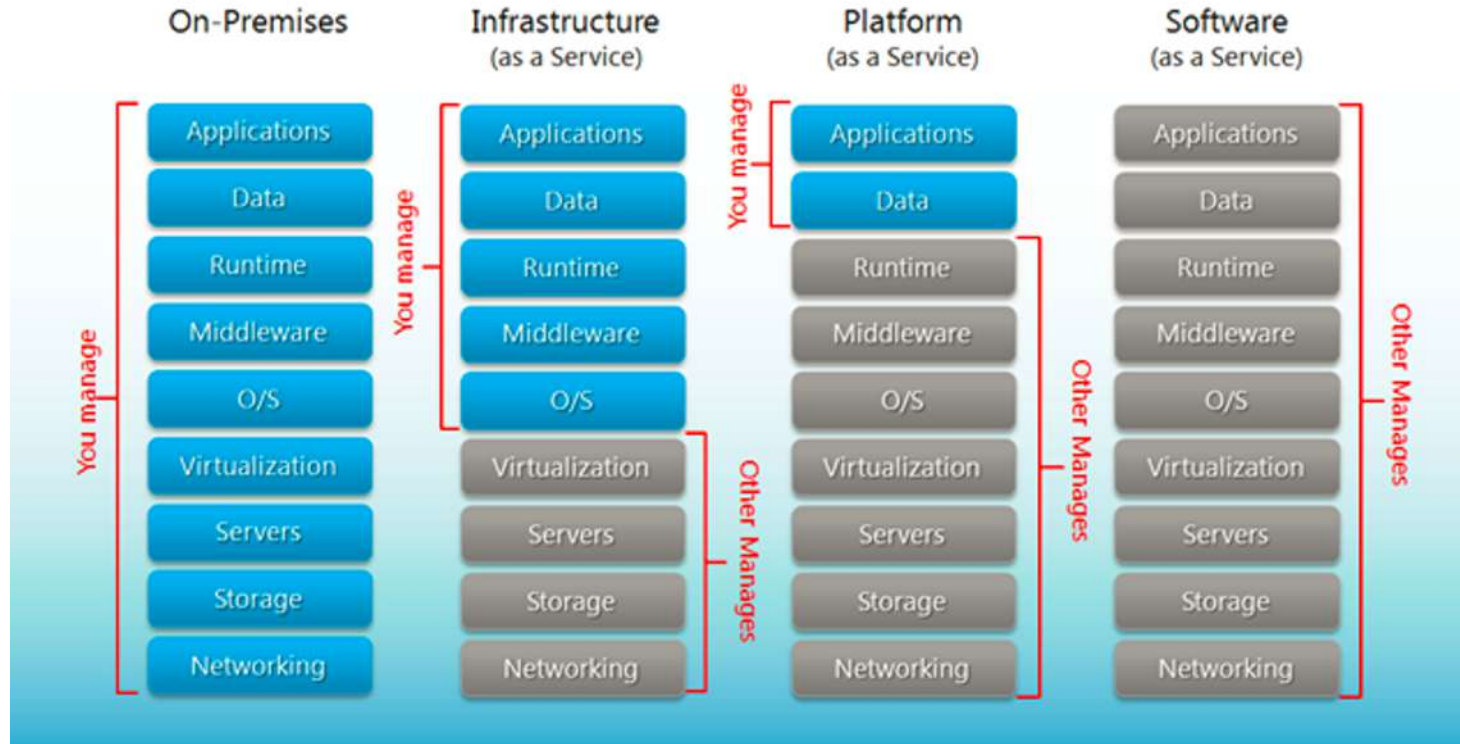 On-Premises
You manage
Applications
Data
Runtime
Middleware
O/S
Virtualization
Servers
Storage
Networking
Infrastructure
(as a Service)
You manage
Applications
Data
Runtime
Middleware
O/S
Virtualization
Servers
Storage
Networking
Other Manages
Platform
(as a Service)
You manage
Applications
Data
Runtime
Middleware
O/S
Virtualization
Servers
Storage
Networking
Other Manages
Software
(as a Service)
Applications
Data
Runtime
Middleware
O/S
Virtualization
Servers
Storage
Networking
Other Manages